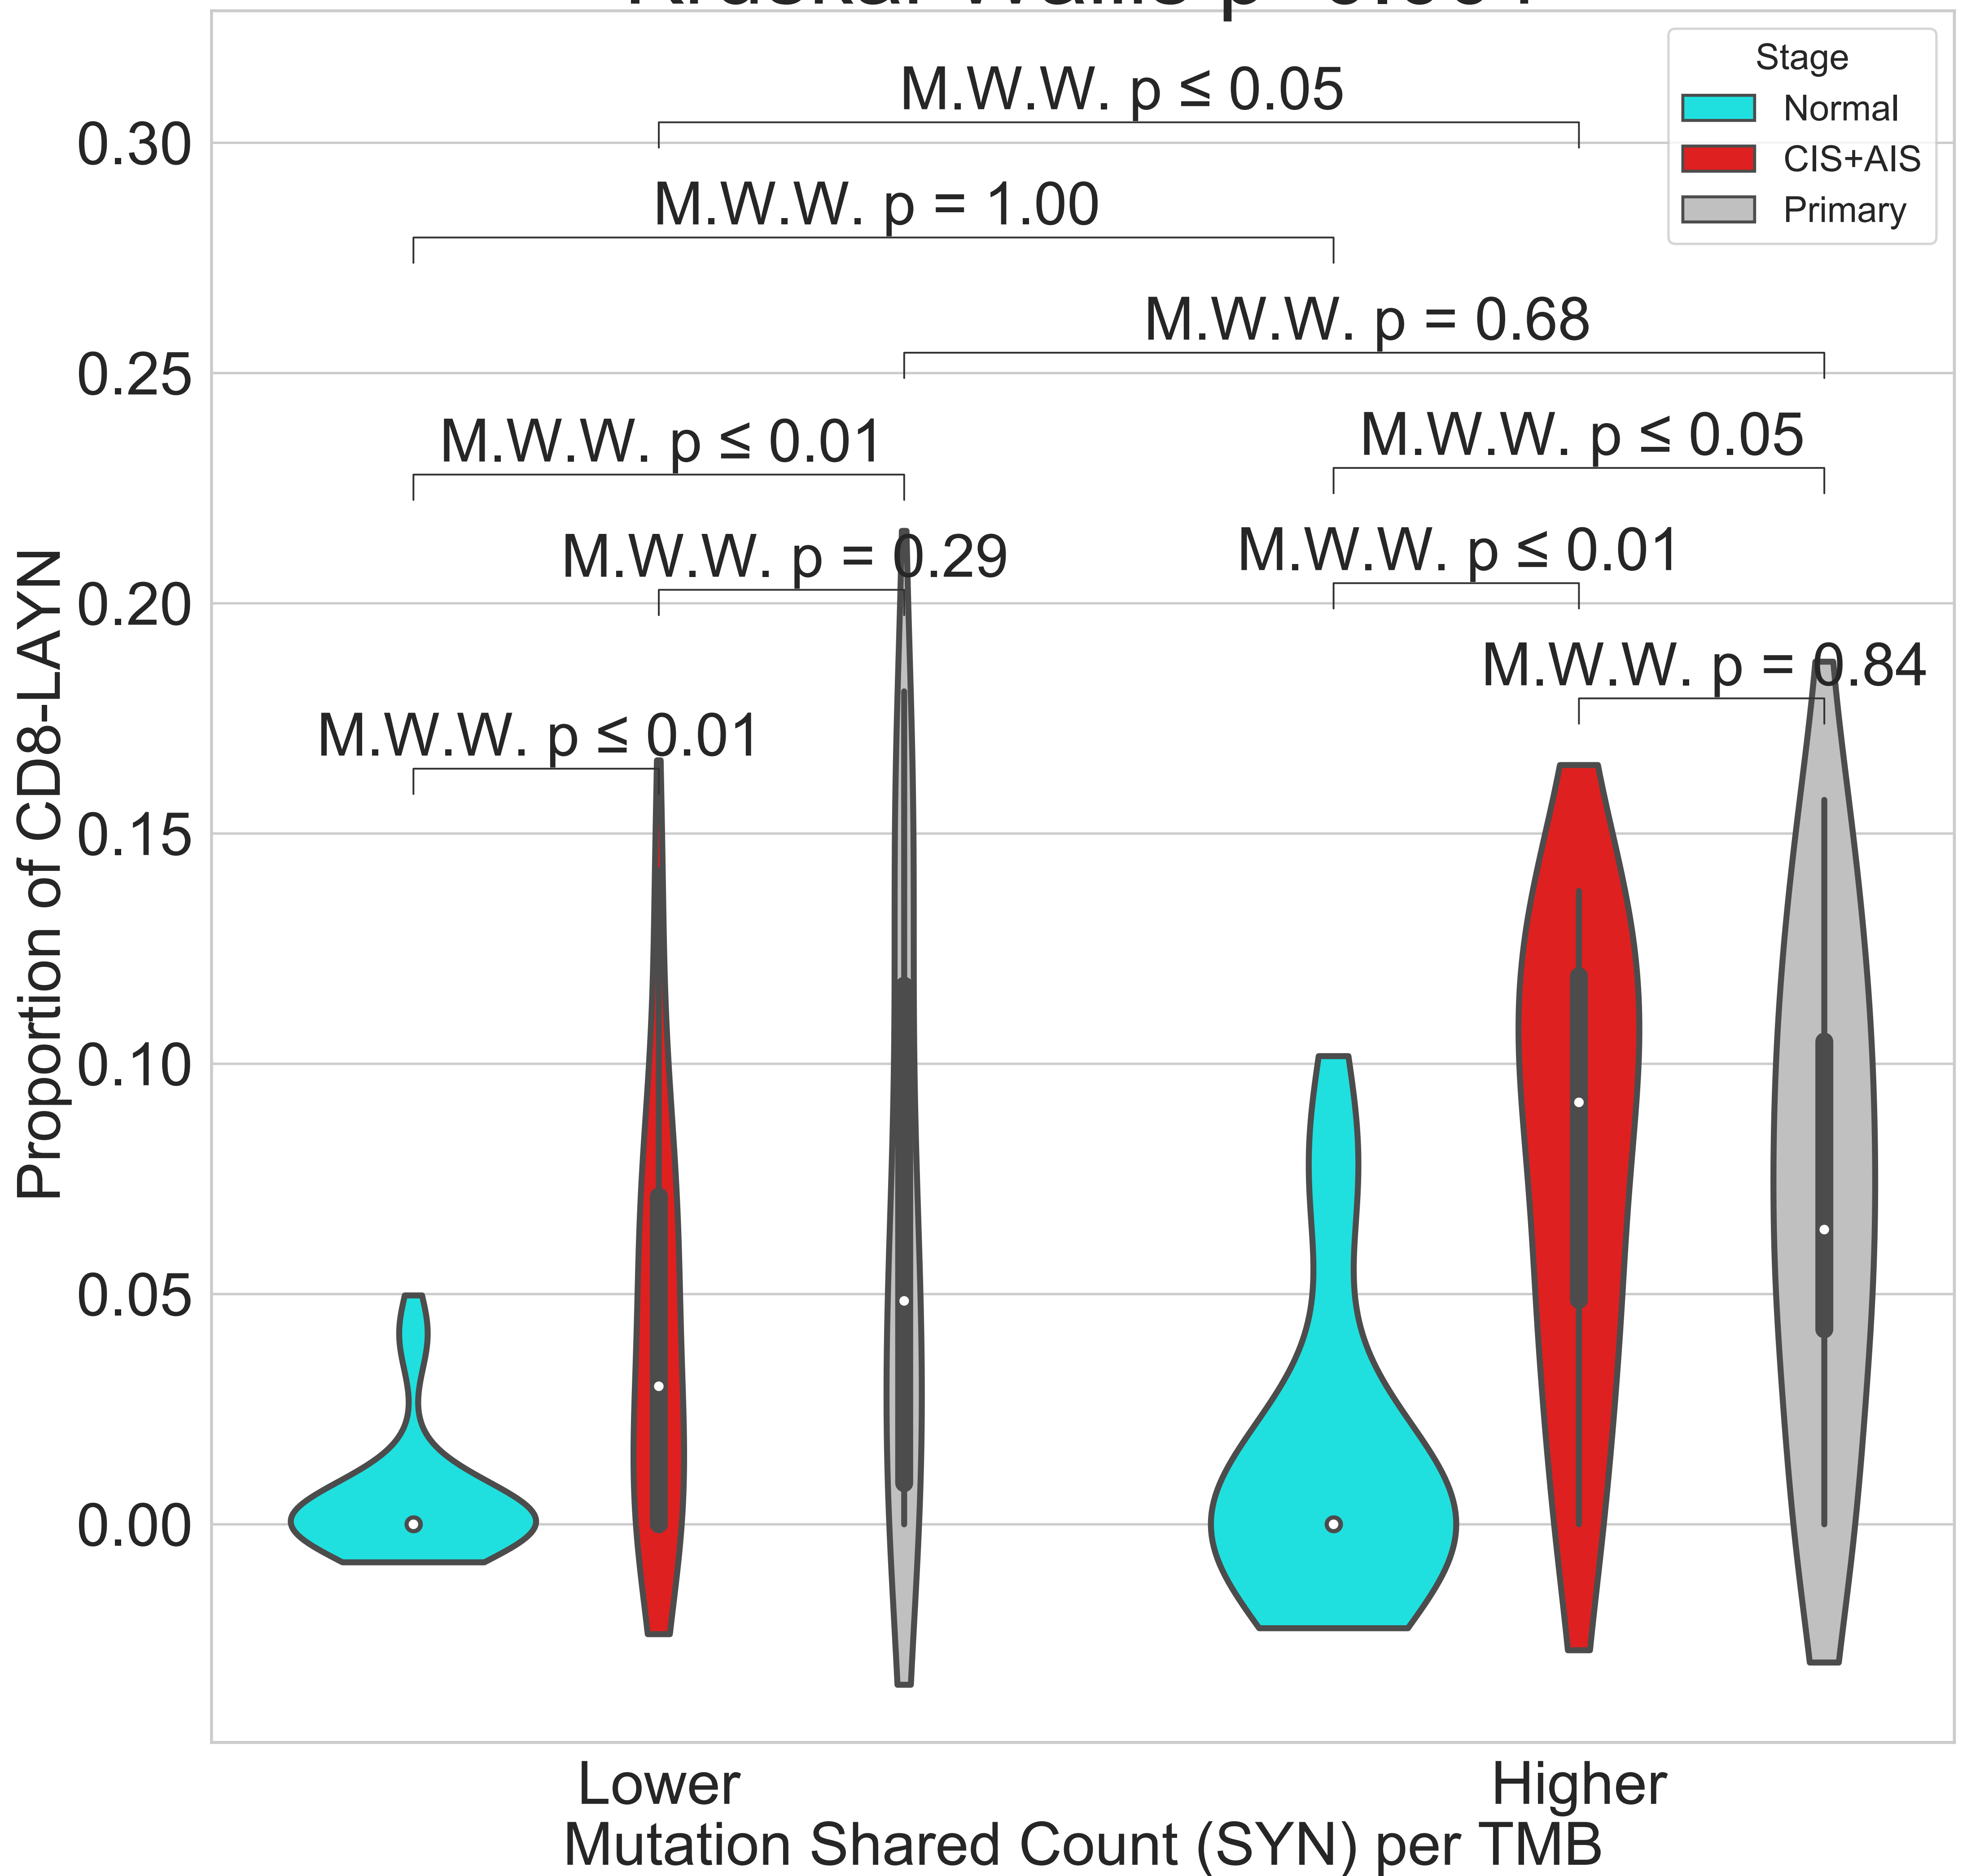 M.W.W. p ≤ 0.05
Stage
Normal
CIS+AIS
Primary
0.30
M.W.W. p = 1.00
M.W.W. p = 0.68
0.25
M.W.W. p ≤ 0.01
M.W.W. p ≤ 0.05
M.W.W. p = 0.29
M.W.W. p ≤ 0.01
0.20
M.W.W. p = 0.84
M.W.W. p ≤ 0.01
0.15
0.10
0.05
0.00
Proportion of CD8-LAYN
Lower
Higher
Mutation Shared Count (SYN) per TMB